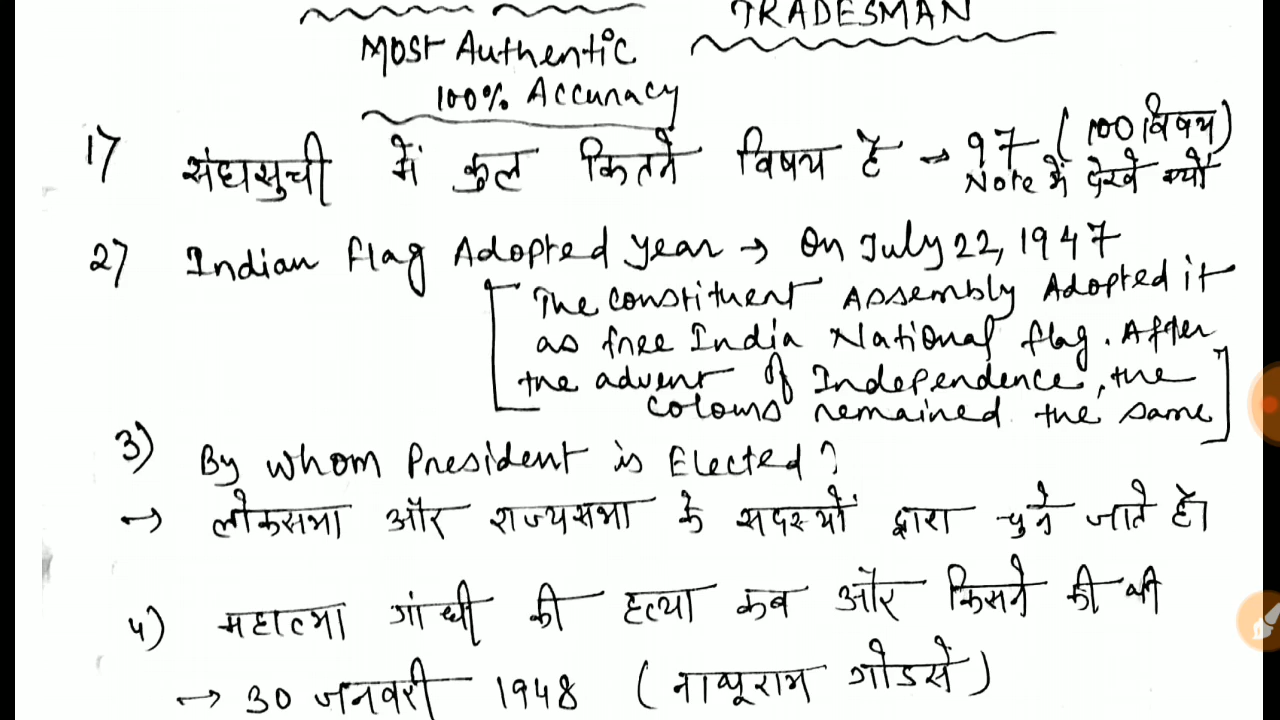 TRADESMAN
Most Authentic
100% Accuracy
1) संघसुची में कुल कितने विषय है → 97 (100 विषय)
Note में देखे क्यों
2) Indian flag Adopted year → On July 22, 1947
[The constituent Assembly Adopted it
as free India National flag. After
the advent of Independence, the
colours remained the same]
3) By whom President is Elected?
→ लोकसभा और राज्यसभा के सदस्यों द्वारा चुने जाते है।
4) महात्मा गांधी की हत्या कब और किसने की थी
→ 30 जनवरी 1948 (नाथूराम गोडसे)